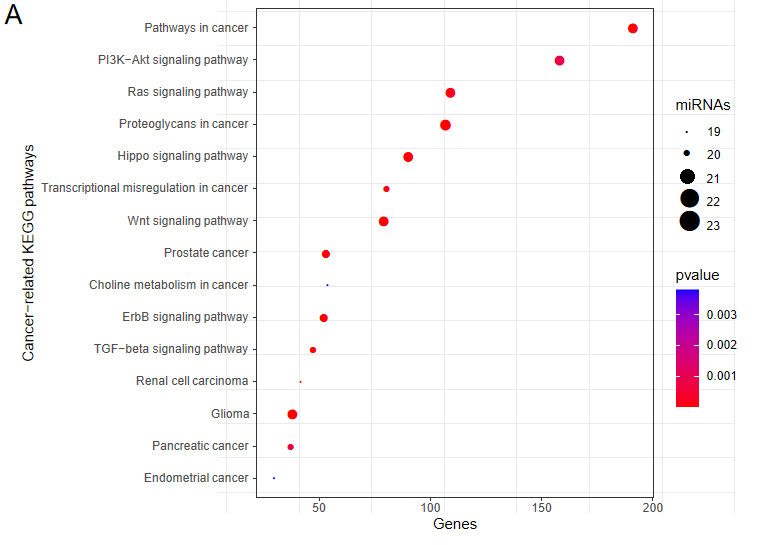 A
Cancer−related KEGG pathways
Pathways in cancer
PI3K−Akt signaling pathway
Ras signaling pathway
Proteoglycans in cancer
Hippo signaling pathway
Transcriptional misregulation in cancer
Wnt signaling pathway
Prostate cancer
Choline metabolism in cancer
ErbB signaling pathway
TGF−beta signaling pathway
Renal cell carcinoma
Glioma
Pancreatic cancer
Endometrial cancer
50 100 150 200
Genes
miRNAs
19
20
21
22
23
pvalue
0.003
0.002
0.001